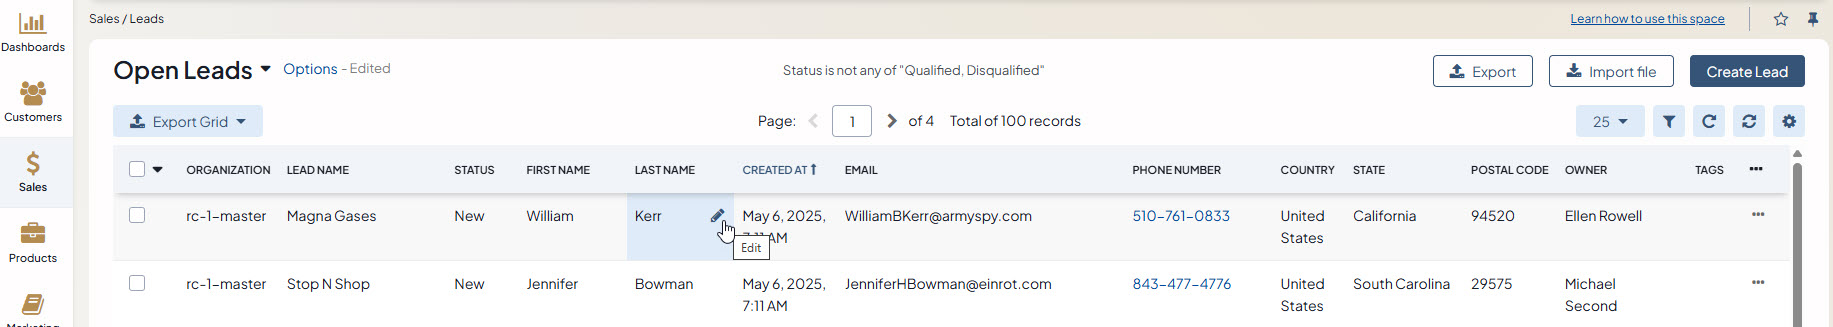 Dashboards
Customers
Sales
Products
Marketing
Sales / Leads
Learn how to use this space
Open Leads
Options - Edited
Status is not any of "Qualified, Disqualified"
Export
Import file
Create Lead
Export Grid
Page: 1 of 4 Total of 100 records
25
ORGANIZATION LEAD NAME STATUS FIRST NAME LAST NAME CREATED AT EMAIL PHONE NUMBER COUNTRY STATE POSTAL CODE OWNER TAGS
rc-1-master Magna Gases New William Kerr May 6, 2025, WilliamBKerr@armyspy.com 510-761-0833 United California 94520 Ellen Rowell
AM States
Edit
rc-1-master Stop N Shop New Jennifer Bowman May 6, 2025, JenniferHBowman@einrot.com 843-477-4776 United South Carolina 29575 Michael
7:11 AM States Second